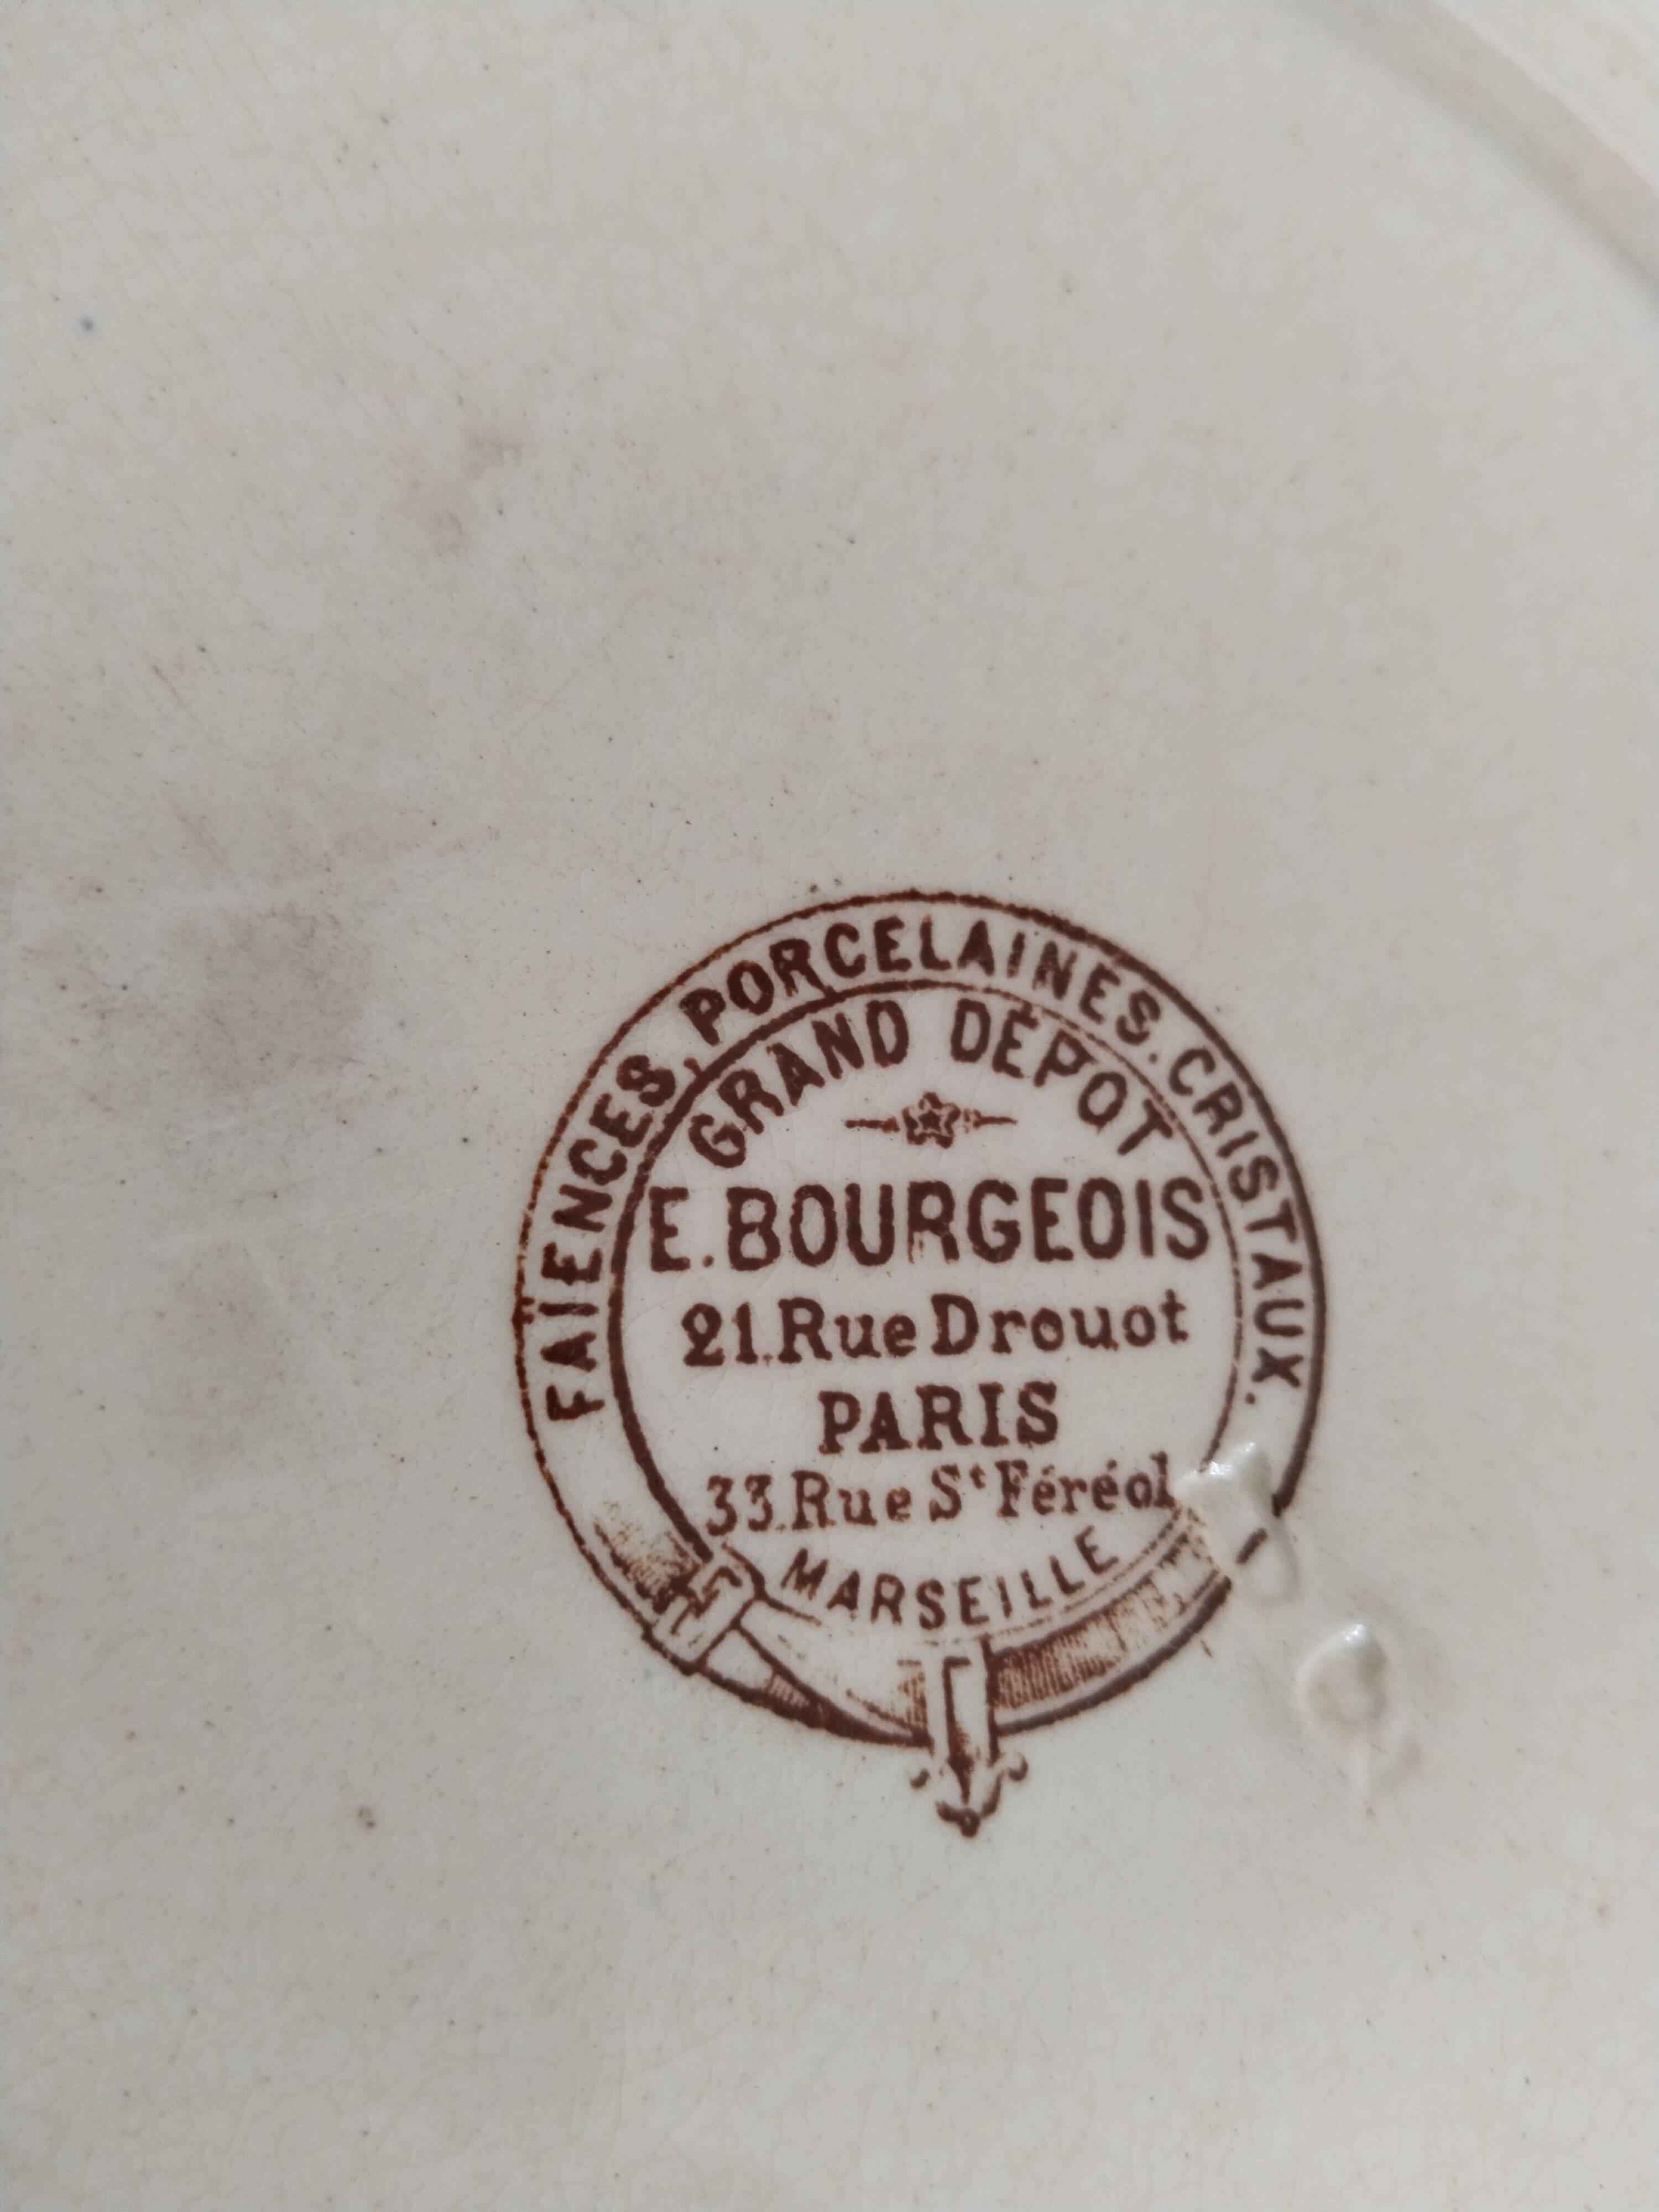 FAÏENCES, PORCELAINES. CRISTAUX.
GRAND DÉPOT
E. BOURGEOIS
21. Rue Drouot
PARIS
33. Rue St Féréol
MARSEILLE